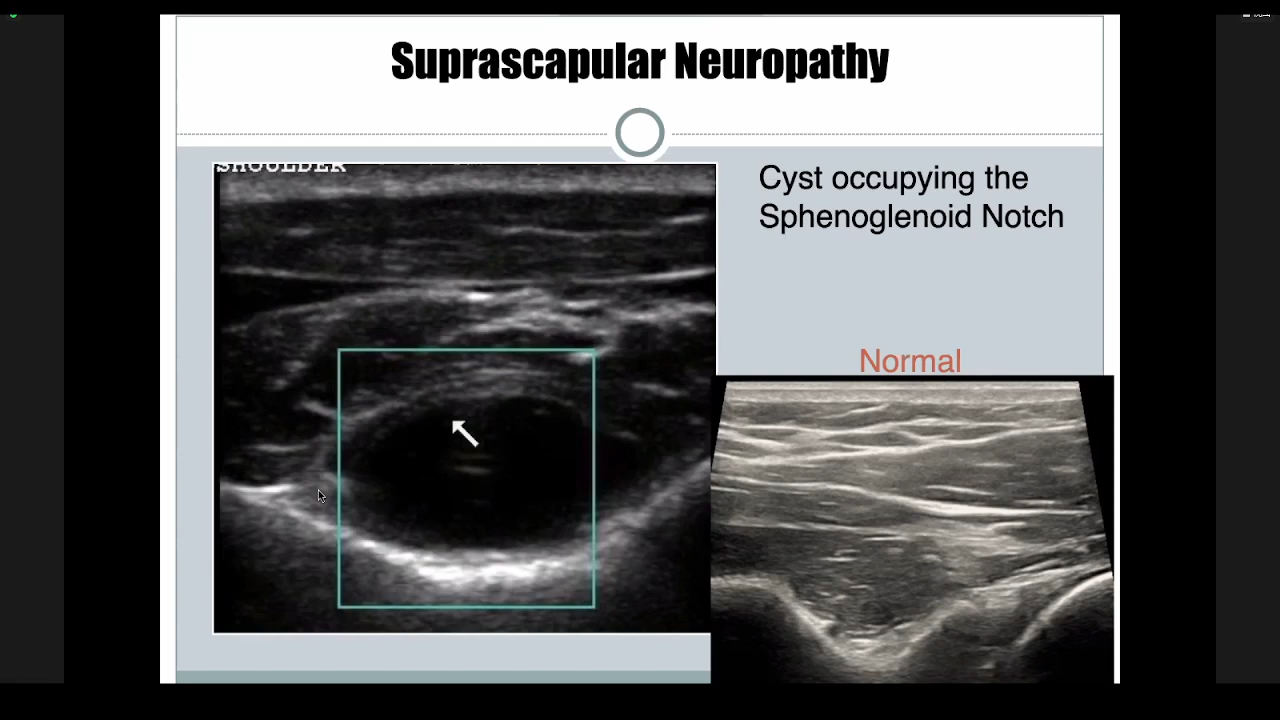 Suprascapular Neuropathy
SHOULDER
Cyst occupying the
Sphenoglenoid Notch
Normal